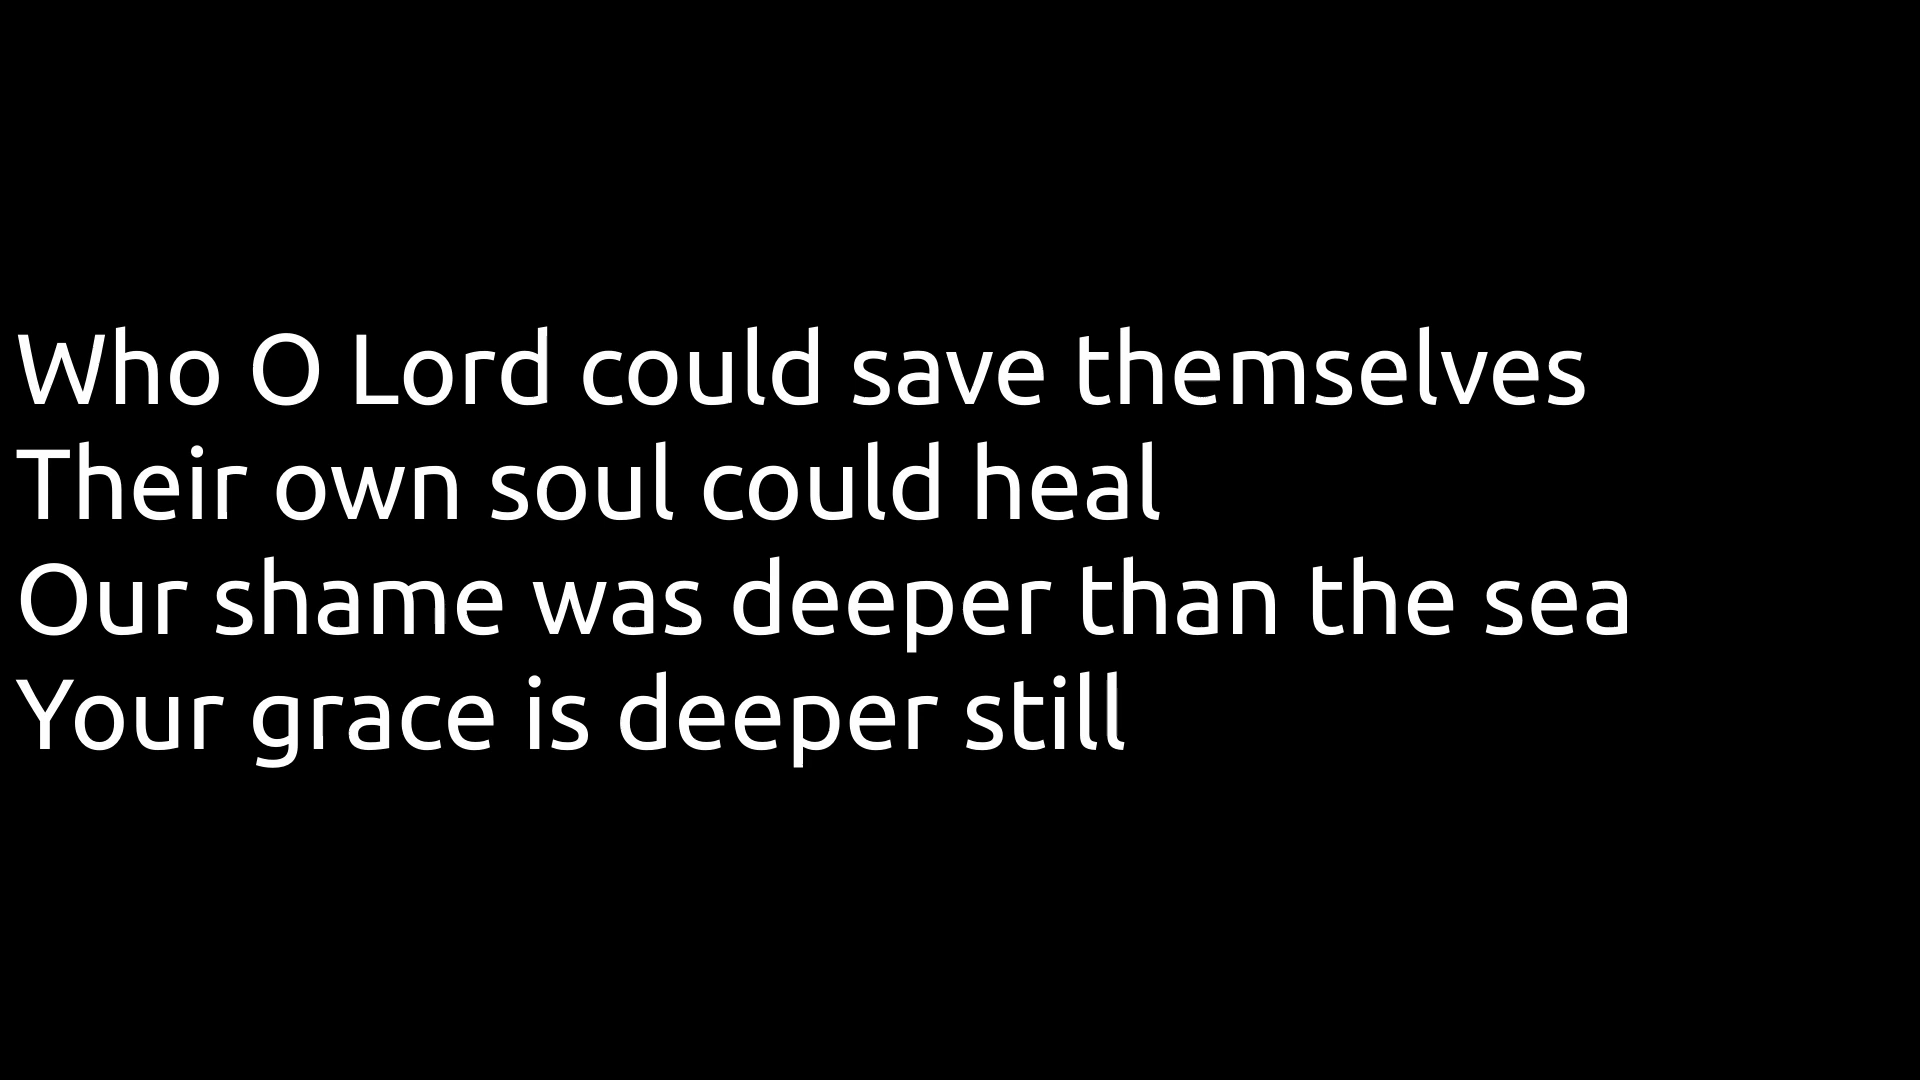 Who O Lord could save themselves
Their own soul could heal
Our shame was deeper than the sea
Your grace is deeper still